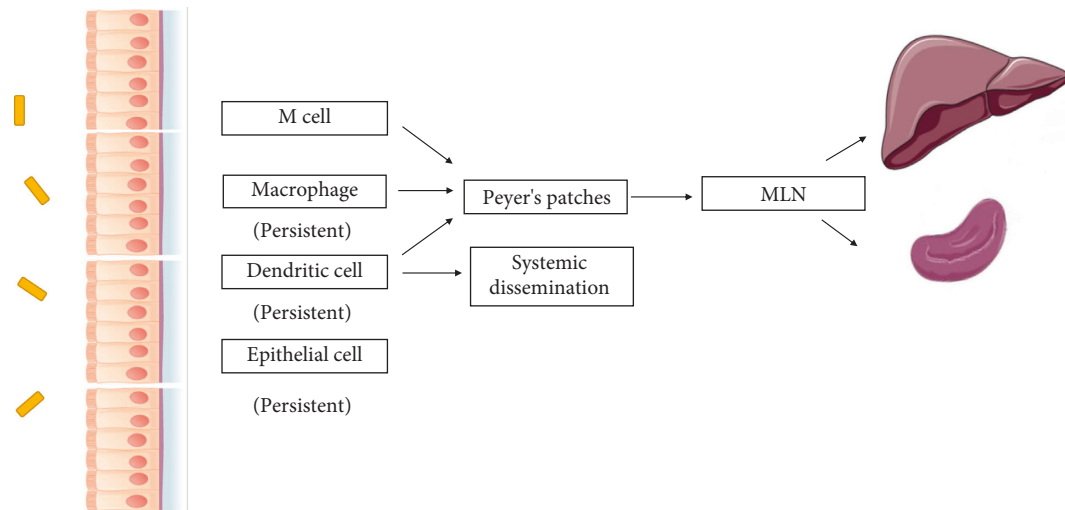 M cell
Macrophage
(Persistent)
Dendritic cell
(Persistent)
Epithelial cell
(Persistent)
Peyer's patches
Systemic
dissemination
MLN